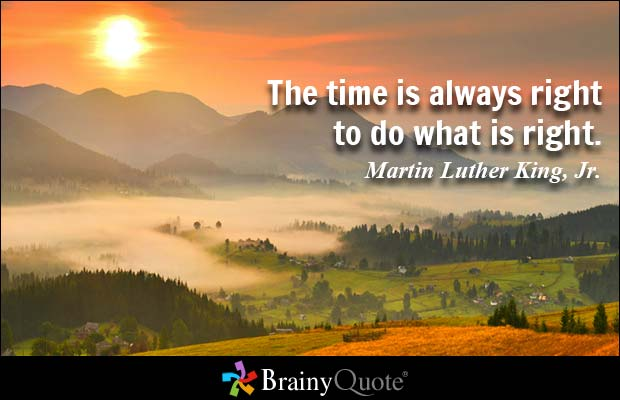 The time is always right
to do what is right.
Martin Luther King, Jr.
BrainyQuote®